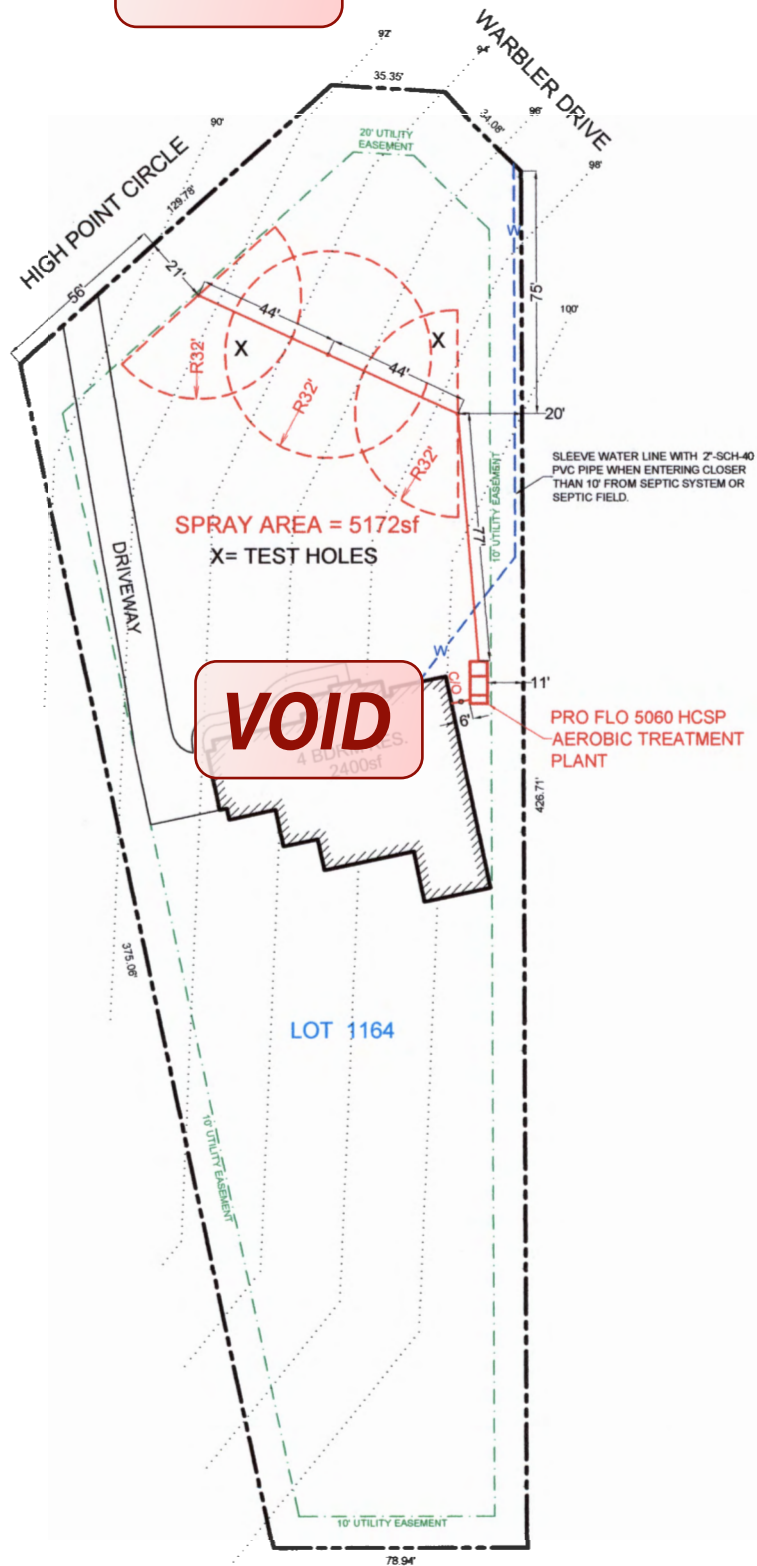 92'
94'
WARBLER DRIVE
35.35'
34.08'
96'
98'
90'
20' UTILITY
EASEMENT
HIGH POINT CIRCLE
129.78'
W
56'
21'
75'
100'
44'
44'
X
X
R32'
R32'
R32'
20'
SLEEVE WATER LINE WITH 2"-SCH-40
PVC PIPE WHEN ENTERING CLOSER
THAN 10' FROM SEPTIC SYSTEM OR
SEPTIC FIELD.
10' UTILITY EASEMENT
77'
SPRAY AREA = 5172sf
X= TEST HOLES
DRIVEWAY
W
C/O
11'
6'
VOID
4 BDRM RES.
2400sf
PRO FLO 5060 HCSP
AEROBIC TREATMENT
PLANT
426.71'
375.06'
LOT 1164
10' UTILITY EASEMENT
10' UTILITY EASEMENT
78.94'